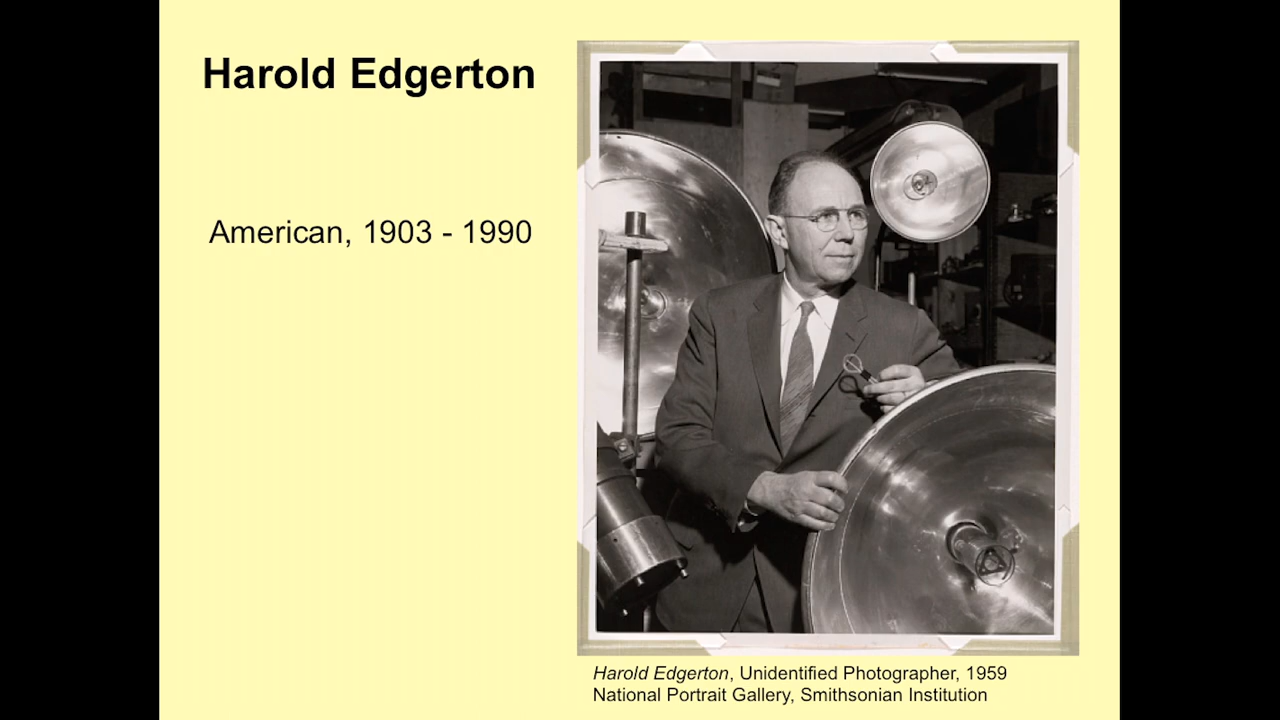 Harold Edgerton
American, 1903 - 1990
Harold Edgerton, Unidentified Photographer, 1959
National Portrait Gallery, Smithsonian Institution